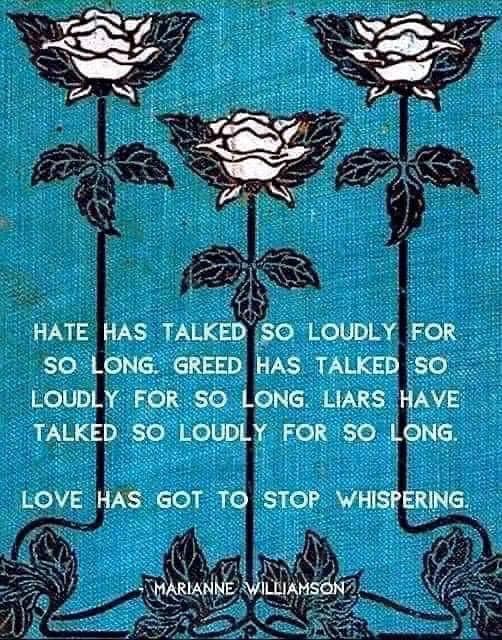 HATE HAS TALKED SO LOUDLY FOR
SO LONG. GREED HAS TALKED SO
LOUDLY FOR SO LONG. LIARS HAVE
TALKED SO LOUDLY FOR SO LONG.
LOVE HAS GOT TO STOP WHISPERING.
- MARIANNE WILLIAMSON